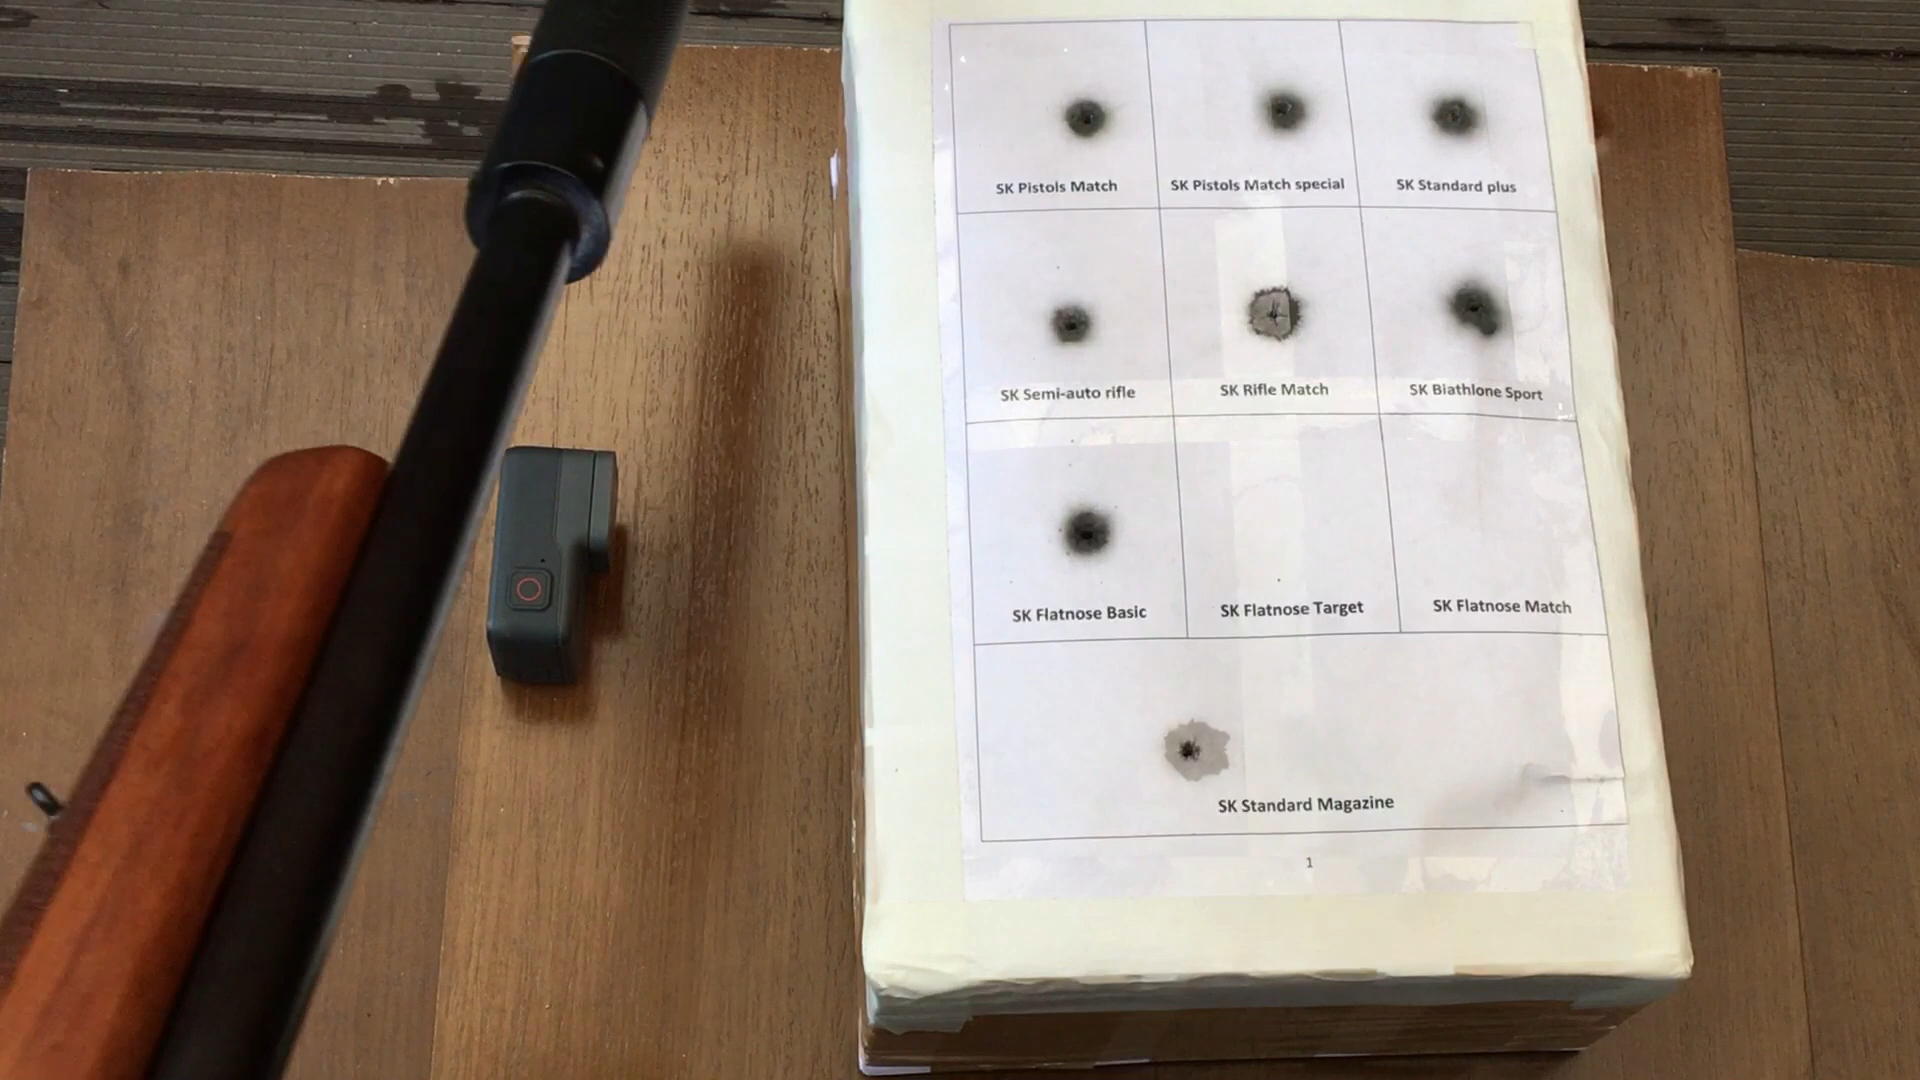 SK Pistols Match
SK Pistols Match special
SK Standard plus
SK Semi-auto rifle
SK Rifle Match
SK Biathlone Sport
SK Flatnose Basic
SK Flatnose Target
SK Flatnose Match
SK Standard Magazine
1